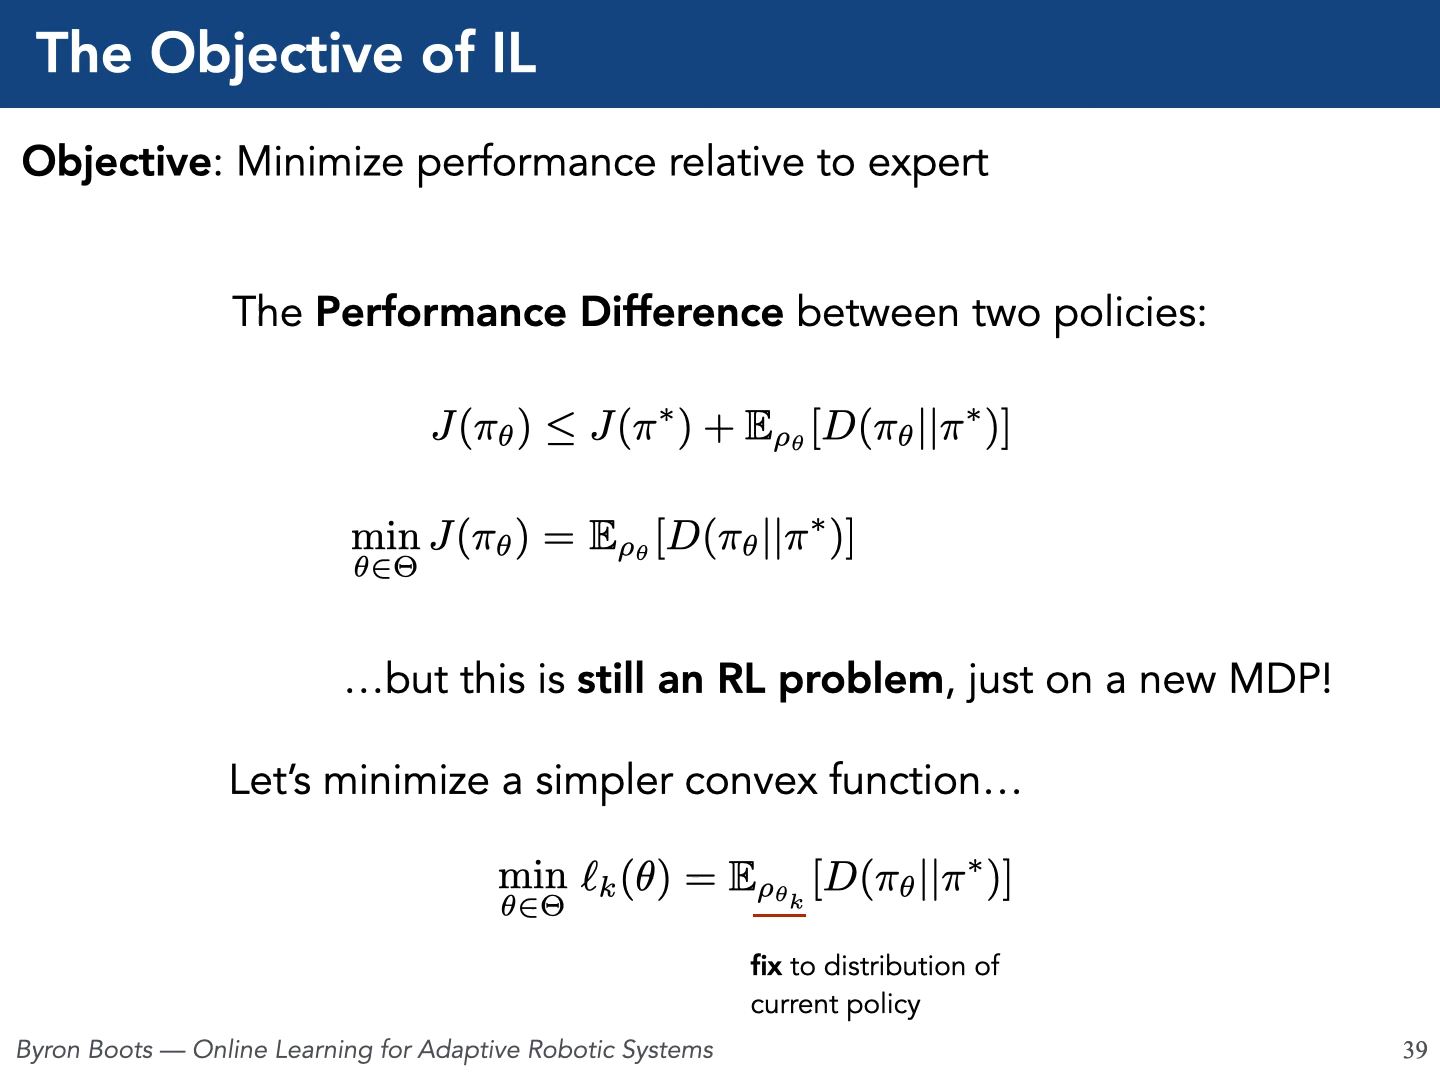 The Objective of IL
Objective: Minimize performance relative to expert
The Performance Difference between two policies:
J(π_θ) ≤ J(π*) + 𝔼_{ρ_θ}[D(π_θ||π*)]
min_{θ∈Θ} J(π_θ) = 𝔼_{ρ_θ}[D(π_θ||π*)]
…but this is still an RL problem, just on a new MDP!
Let’s minimize a simpler convex function…
min_{θ∈Θ} ℓ_k(θ) = 𝔼_{ρ_{θ_k}}[D(π_θ||π*)]
fix to distribution of
current policy
Byron Boots — Online Learning for Adaptive Robotic Systems
39